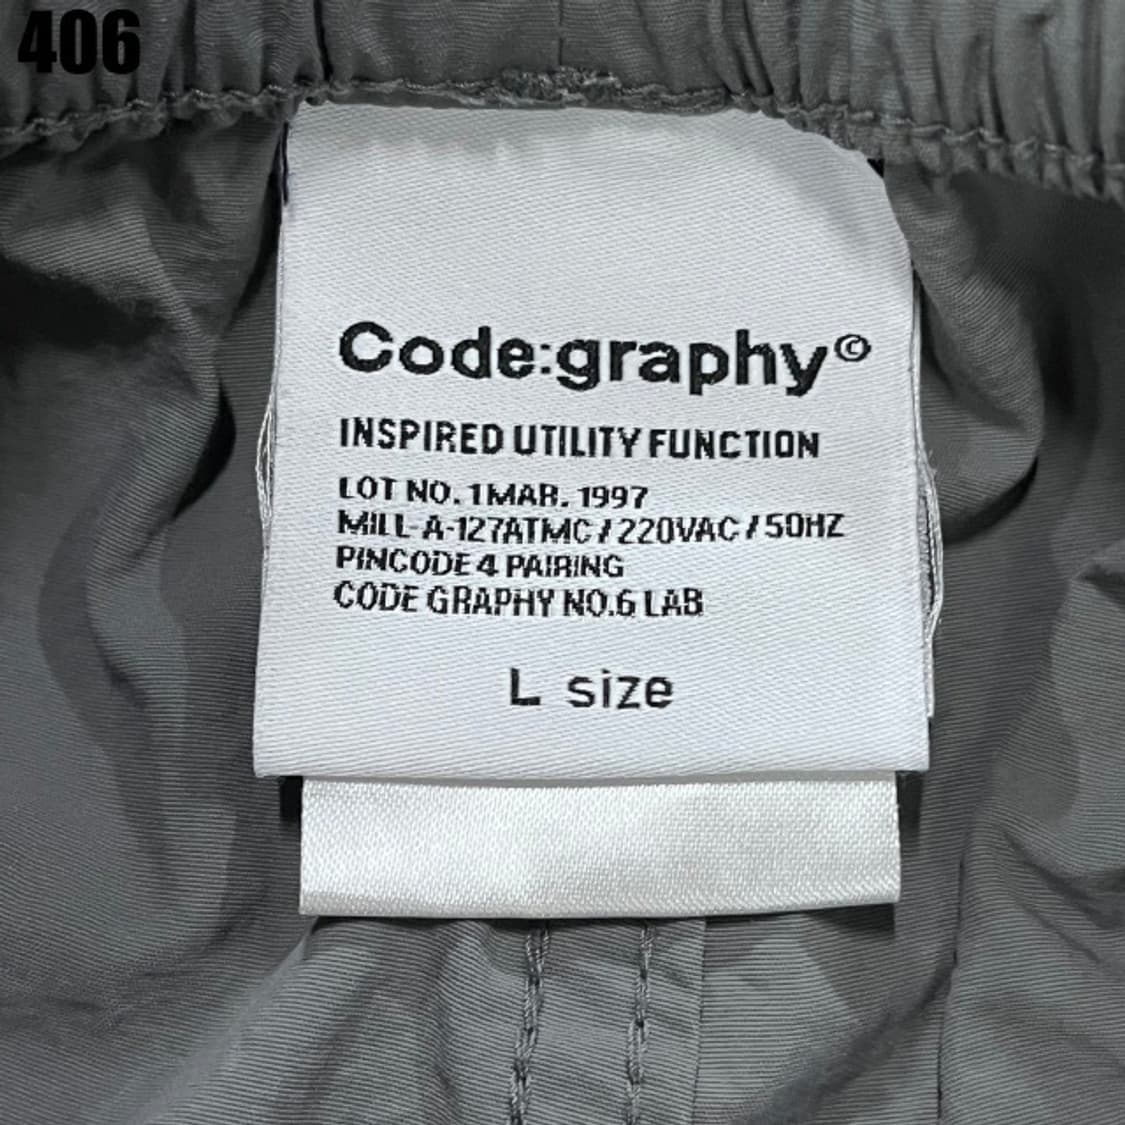 406
Code:graphy©
INSPIRED UTILITY FUNCTION
LOT NO. 1MAR. 1997
MILL-A-127ATMC / 220VAC / 50HZ
PINCODE 4 PAIRING
CODE GRAPHY NO.6 LAB
L size